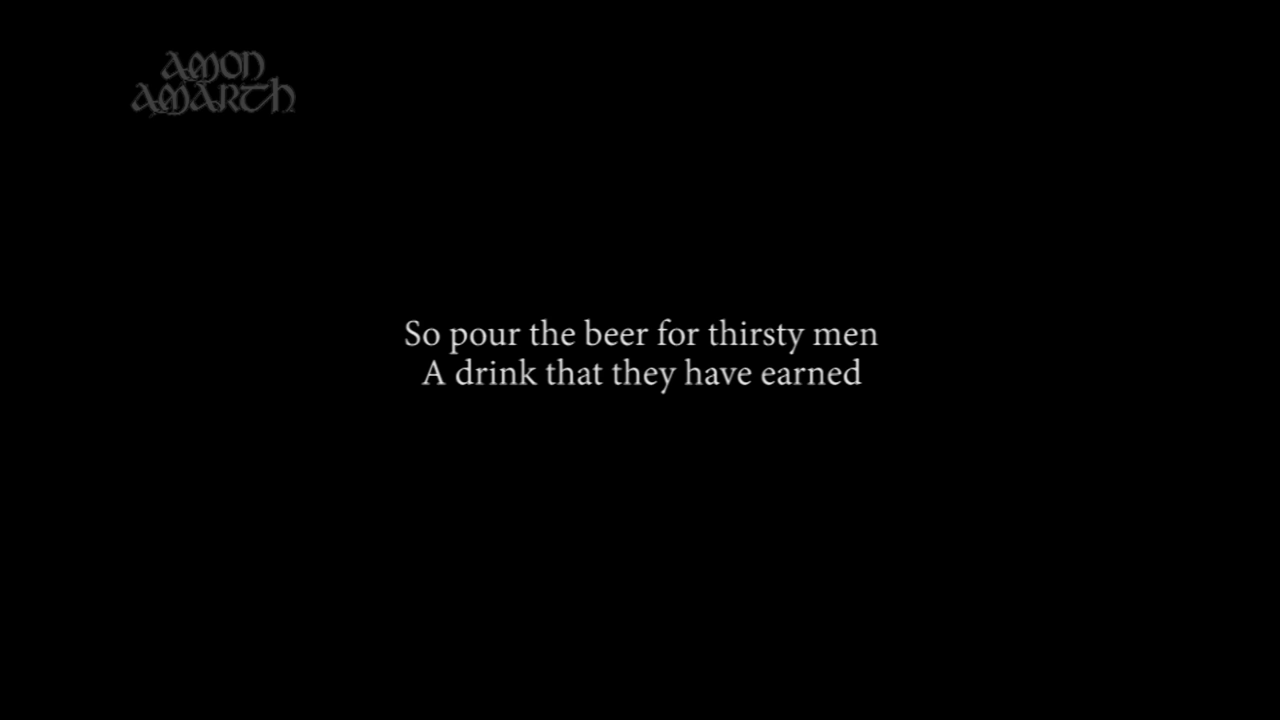 AMON
AMARTH
So pour the beer for thirsty men
A drink that they have earned